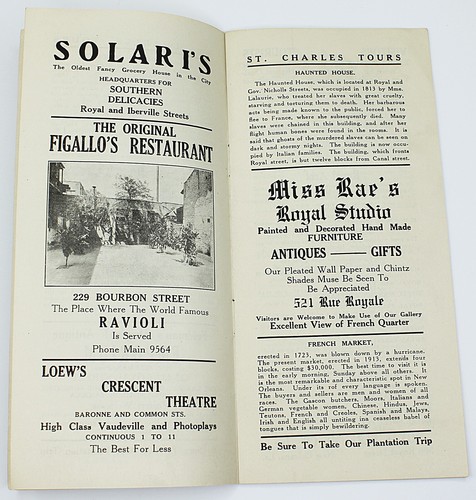 SOLARI'S
The Oldest Fancy Grocery House in the City
HEADQUARTERS FOR
SOUTHERN
DELICACIES
Royal and Iberville Streets
THE ORIGINAL
FIGALLO'S RESTAURANT
229 BOURBON STREET
The Place Where The World Famous
RAVIOLI
Is Served
Phone Main 9564
LOEW'S
CRESCENT
THEATRE
BARONNE AND COMMON STS.
High Class Vaudeville and Photoplays
CONTINUOUS 1 TO 11
The Best For Less
ST. CHARLES TOURS
HAUNTED HOUSE.
The Haunted House, which is located at Royal and
Gov. Nicholls Streets, was occupied in 1813 by Mme.
Lalaurie, who treated her slaves with great cruelty,
starving and torturing them to death. Her barbarous
acts being made known to the public, forced her to
flee to France, where she subsequently died. Many
slaves were chained in this building, and after her
flight human bones were found in the rooms. It is
said that ghosts of the murdered slaves can be seen on
dark and stormy nights. The building is now occu-
pied by Italian families. The building, which fronts
Royal street, is but twelve blocks from Canal street.
Miss Rae's
Royal Studio
Painted and Decorated Hand Made
FURNITURE
ANTIQUES —— GIFTS
Our Pleated Wall Paper and Chintz
Shades Muse Be Seen To
Be Appreciated
521 Rue Royale
Visitors are Welcome to Make Use of Our Gallery
Excellent View of French Quarter
FRENCH MARKET,
erected in 1723, was blown down by a hurricane.
The present market, erected in 1913, extends four
blocks, costing $30,000. The best time to visit it is
in the early morning, Sunday above all others. It
is the most remarkable and characteristic spot in New
Orleans. Under its rof every language is spoken.
The buyers and sellers are men and women of all
races. The Gascon butchers, Moors, Italians and
German vegetable women, Chinese, Hindus, Jews,
Teutons, French and Creoles, Spanish and Malays,
Irish and English all untiling ina ceaseless babel of
tongues that is simply bewildering.
Be Sure To Take Our Plantation Trip